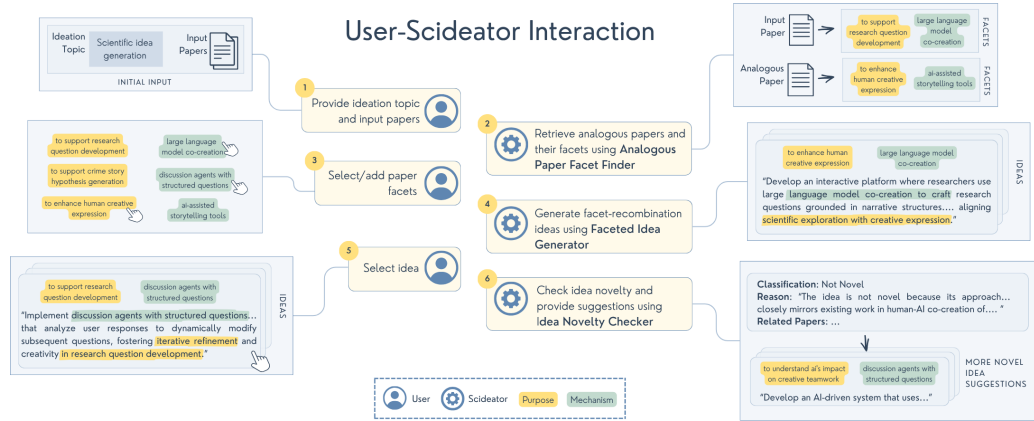 User-Scideator Interaction
Ideation
Topic
Scientific idea
generation
Input
Papers
INITIAL INPUT
1
Provide ideation topic
and input papers
Input
Paper
to support
research question
development
large language
model
co-creation
FACETS
Analogous
Paper
to enhance
human creative
expression
ai-assisted
storytelling tools
FACETS
2
Retrieve analogous papers and
their facets using Analogous
Paper Facet Finder
to support research
question development
large language
model co-creation
to support crime story
hypothesis generation
discussion agents with
structured questions
to enhance human creative
expression
ai-assisted
storytelling tools
3
Select/add paper
facets
4
Generate facet-recombination
ideas using Faceted Idea
Generator
to enhance human
creative expression
large language model
co-creation
"Develop an interactive platform where researchers use
large language model co-creation to craft research
questions grounded in narrative structures.... aligning
scientific exploration with creative expression."
IDEAS
5
Select idea
to support research
question development
discussion agents with
structured questions
"Implement discussion agents with structured questions...
that analyze user responses to dynamically modify
subsequent questions, fostering iterative refinement and
creativity in research question development."
IDEAS
6
Check idea novelty and
provide suggestions using
Idea Novelty Checker
Classification: Not Novel
Reason: "The idea is not novel because its approach...
closely mirrors existing work in human-AI co-creation of.... "
Related Papers: ...
to understand ai's impact
on creative teamwork
discussion agents with
structured questions
"Develop an AI-driven system that uses..."
MORE NOVEL
IDEA
SUGGESTIONS
User
Scideator
Purpose
Mechanism